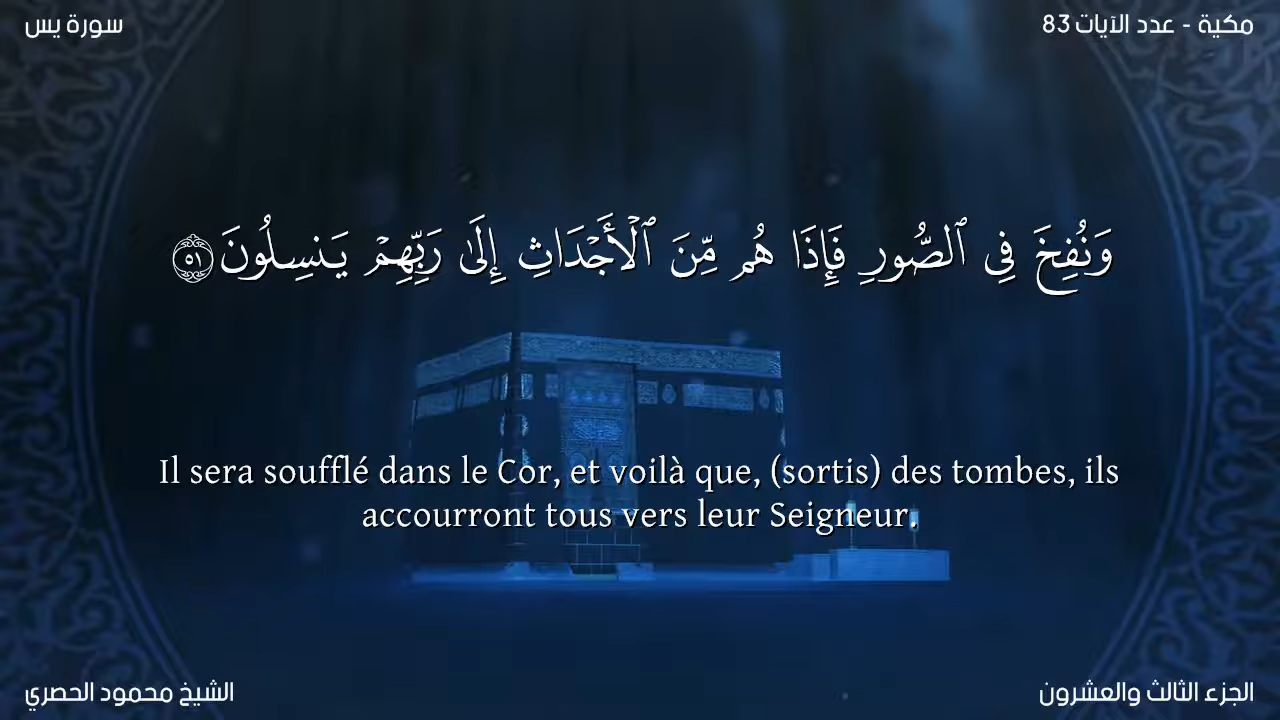 سورة يس
مكية - عدد الآيات 83
وَنُفِخَ فِى ٱلصُّورِ فَإِذَا هُم مِّنَ ٱلْأَجْدَاثِ إِلَىٰ رَبِّهِمْ يَنسِلُونَ ٥١
Il sera soufflé dans le Cor, et voilà que, (sortis) des tombes, ils
accourront tous vers leur Seigneur.
الشيخ محمود الحصري
الجزء الثالث والعشرون